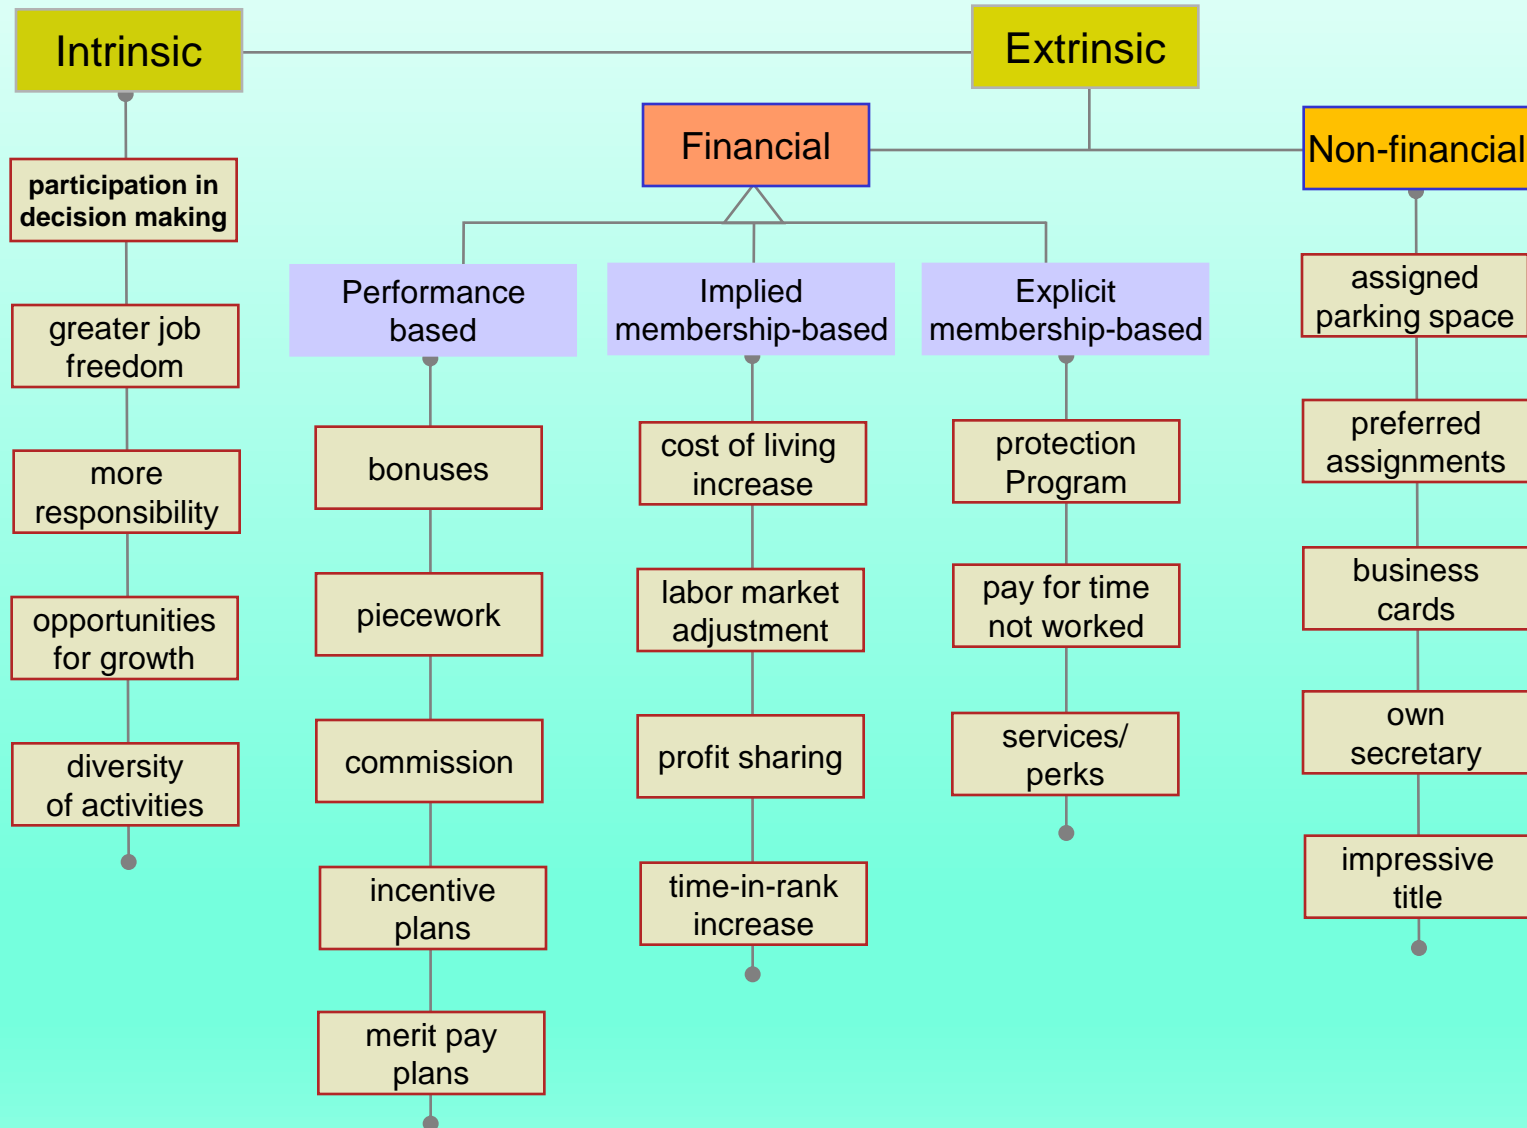 Intrinsic
Extrinsic
Financial
Non-financial
participation in
decision making
greater job
freedom
more
responsibility
opportunities
for growth
diversity
of activities
Performance
based
bonuses
piecework
commission
incentive
plans
merit pay
plans
Implied
membership-based
cost of living
increase
labor market
adjustment
profit sharing
time-in-rank
increase
Explicit
membership-based
protection
Program
pay for time
not worked
services/
perks
assigned
parking space
preferred
assignments
business
cards
own
secretary
impressive
title